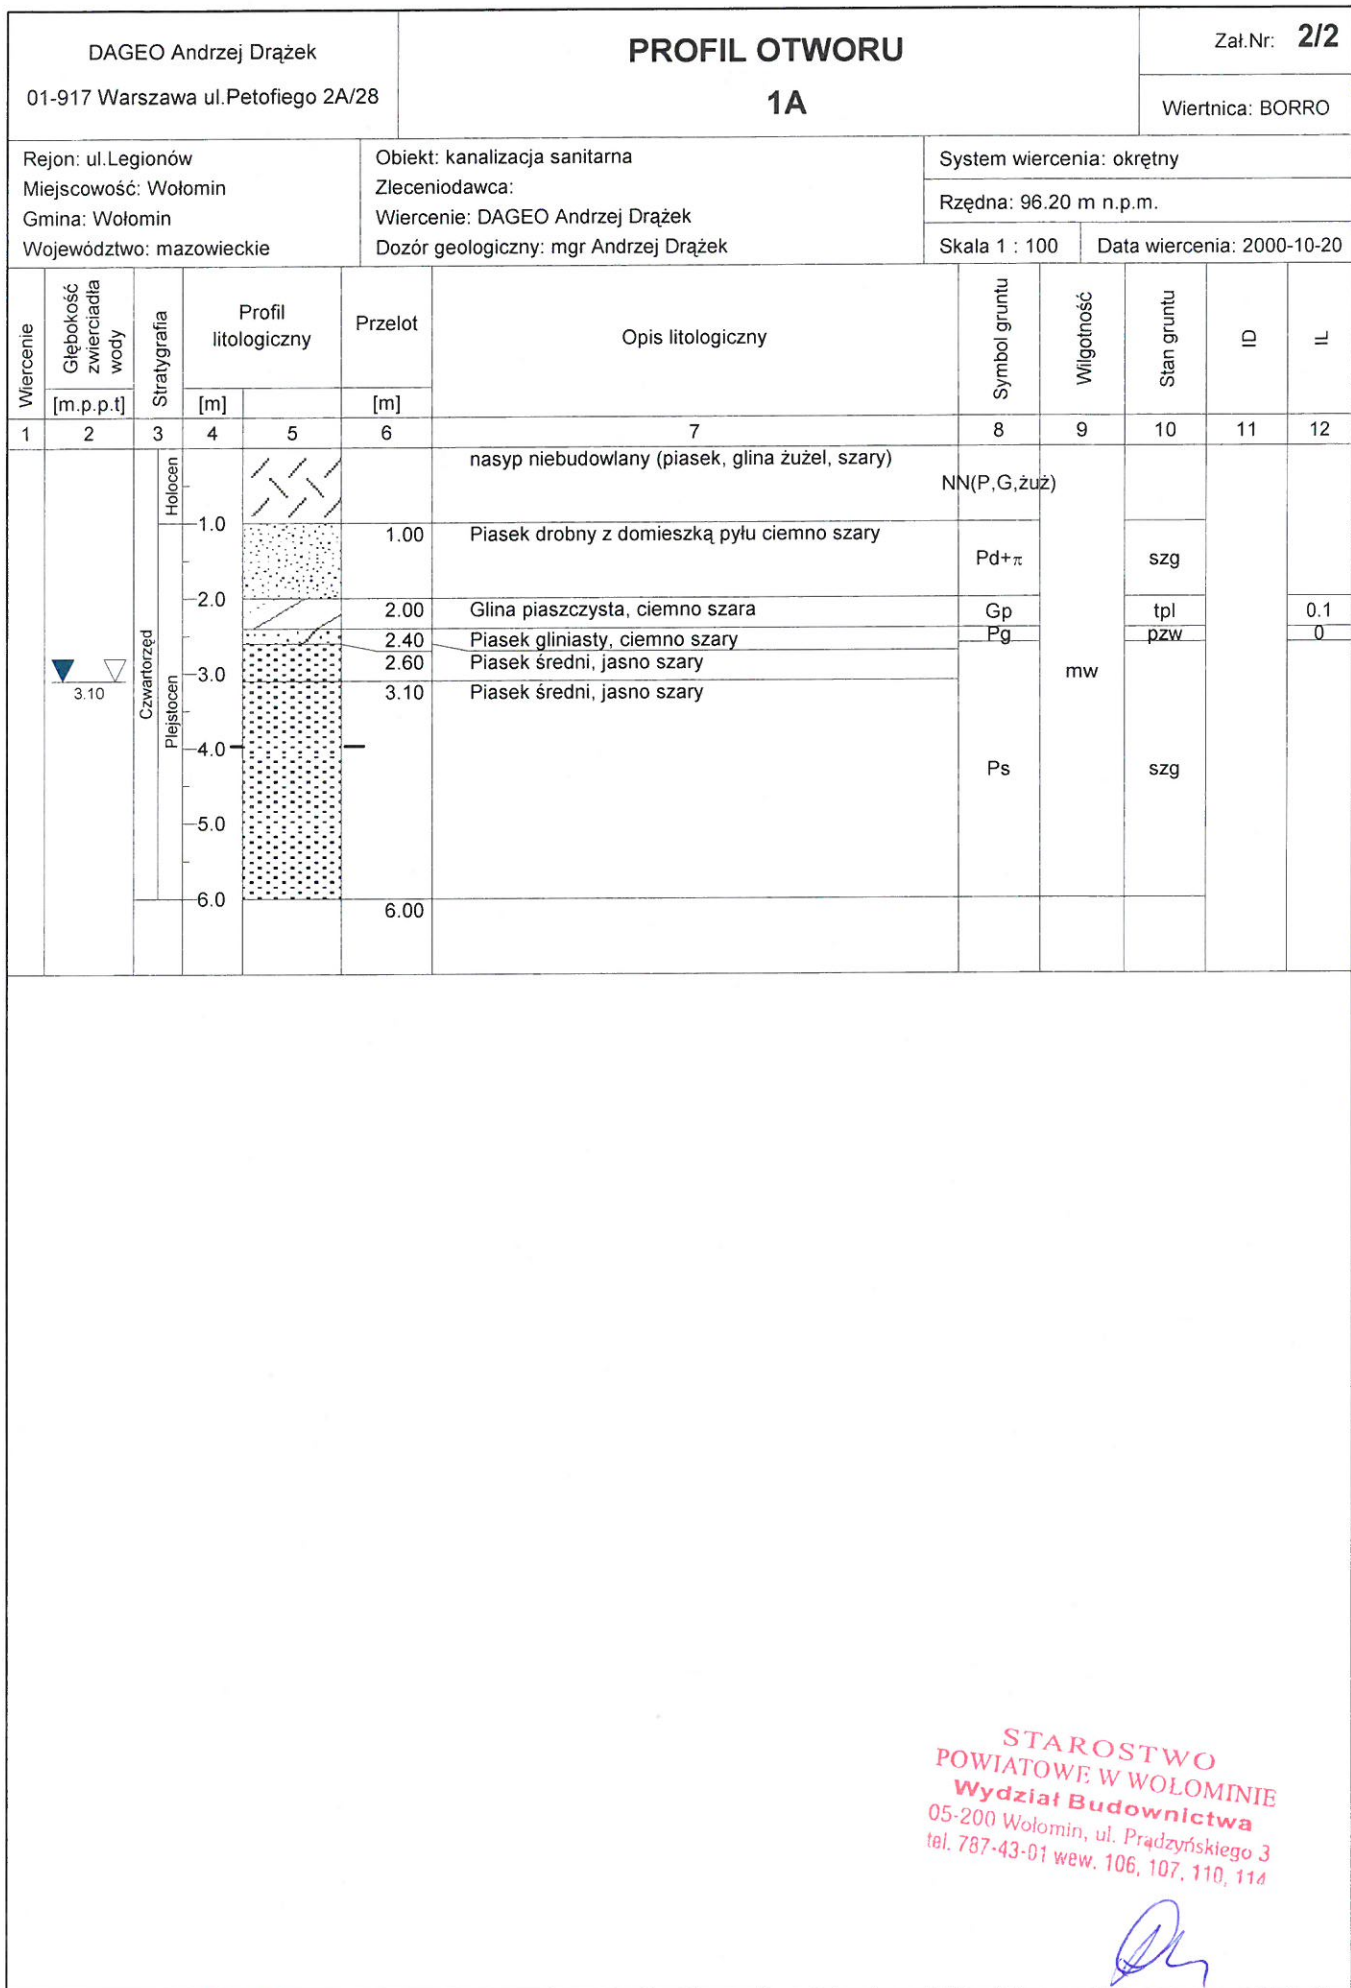 DAGEO Andrzej Drążek
01-917 Warszawa ul.Petofiego 2A/28
PROFIL OTWORU
1A
Zał.Nr: 2/2
Wiertnica: BORRO
Rejon: ul.Legionów
Miejscowość: Wołomin
Gmina: Wołomin
Województwo: mazowieckie
Obiekt: kanalizacja sanitarna
Zleceniodawca:
Wiercenie: DAGEO Andrzej Drążek
Dozór geologiczny: mgr Andrzej Drążek
System wiercenia: okrętny
Rzędna: 96.20 m n.p.m.
Skala 1 : 100
Data wiercenia: 2000-10-20
Wiercenie
Głębokość zwierciadła wody
[m.p.p.t]
Stratygrafia
Profil litologiczny
[m]
Przelot
[m]
Opis litologiczny
Symbol gruntu
Wilgotność
Stan gruntu
ID
IL
1 2 3 4 5 6 7 8 9 10 11 12
Holocen
nasyp niebudowlany (piasek, glina żużel, szary)
NN(P,G,żuż)
1.0
1.00 Piasek drobny z domieszką pyłu ciemno szary
Pd+π szg
2.0
2.00 Glina piaszczysta, ciemno szara Gp tpl 0.1
2.40 Piasek gliniasty, ciemno szary Pg pzw 0
2.60 Piasek średni, jasno szary
3.0
mw
3.10
3.10 Piasek średni, jasno szary
Czwartorzęd
Plejstocen
4.0
Ps szg
5.0
6.0
6.00
STAROSTWO
POWIATOWE W WOŁOMINIE
Wydział Budownictwa
05-200 Wołomin, ul. Prądzyńskiego 3
tel. 787-43-01 wew. 106, 107, 110, 114